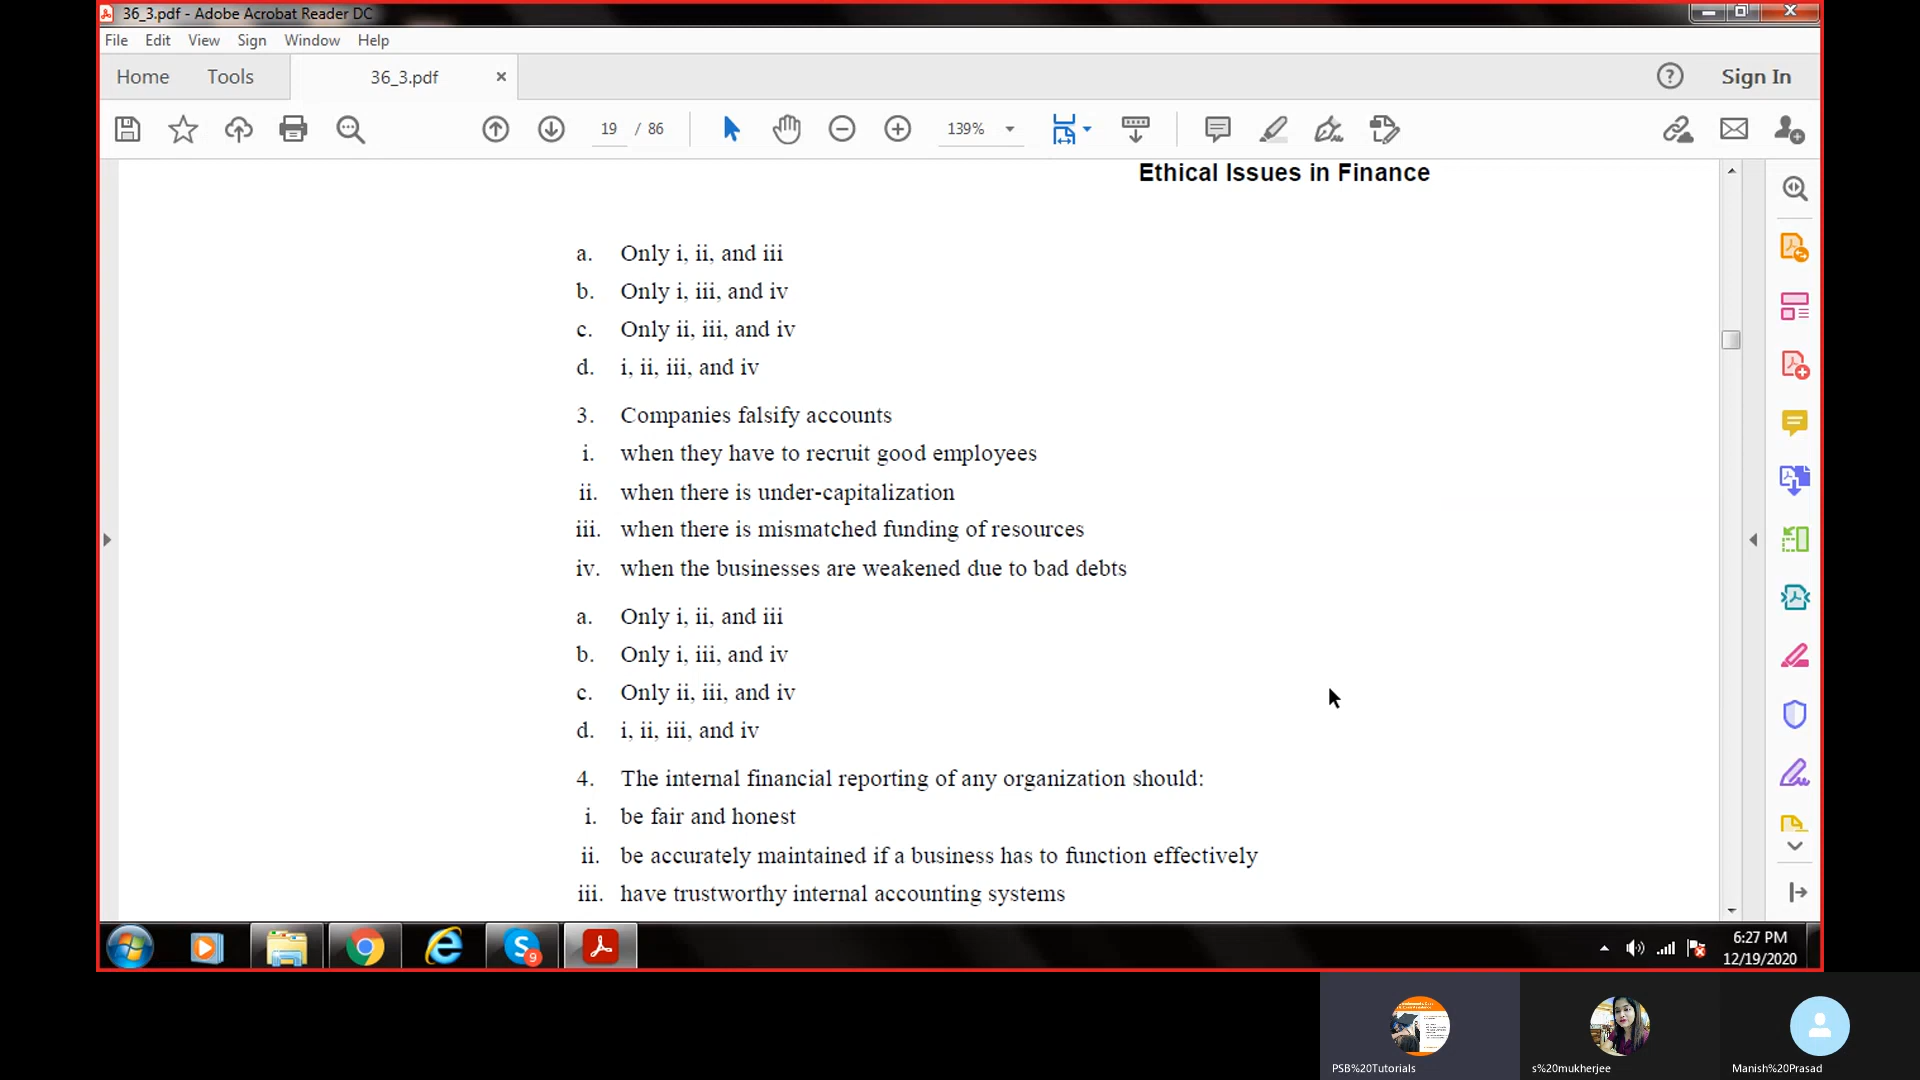 36_3.pdf - Adobe Acrobat Reader DC
File Edit View Sign Window Help
Home Tools 36_3.pdf × Sign In
19 / 86 139%
Ethical Issues in Finance
a. Only i, ii, and iii
b. Only i, iii, and iv
c. Only ii, iii, and iv
d. i, ii, iii, and iv
3. Companies falsify accounts
i. when they have to recruit good employees
ii. when there is under-capitalization
iii. when there is mismatched funding of resources
iv. when the businesses are weakened due to bad debts
a. Only i, ii, and iii
b. Only i, iii, and iv
c. Only ii, iii, and iv
d. i, ii, iii, and iv
4. The internal financial reporting of any organization should:
i. be fair and honest
ii. be accurately maintained if a business has to function effectively
iii. have trustworthy internal accounting systems
9
6:27 PM
12/19/2020
PSB%20Tutorials s%20mukherjee Manish%20Prasad